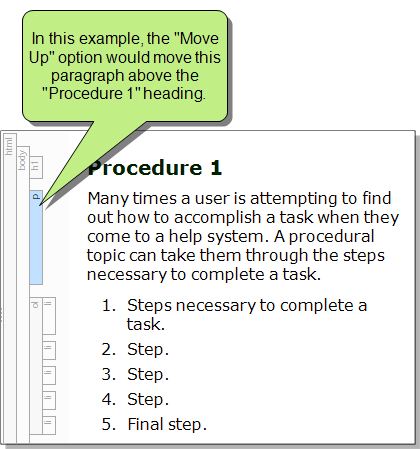 In this example, the "Move
Up" option would move this
paragraph above the
"Procedure 1" heading.
html
body
h1
Procedure 1
p
Many times a user is attempting to find
out how to accomplish a task when they
come to a help system. A procedural
topic can take them through the steps
necessary to complete a task.
ol
li
1. Steps necessary to complete a
task.
li
2. Step.
li
3. Step.
li
4. Step.
li
5. Final step.